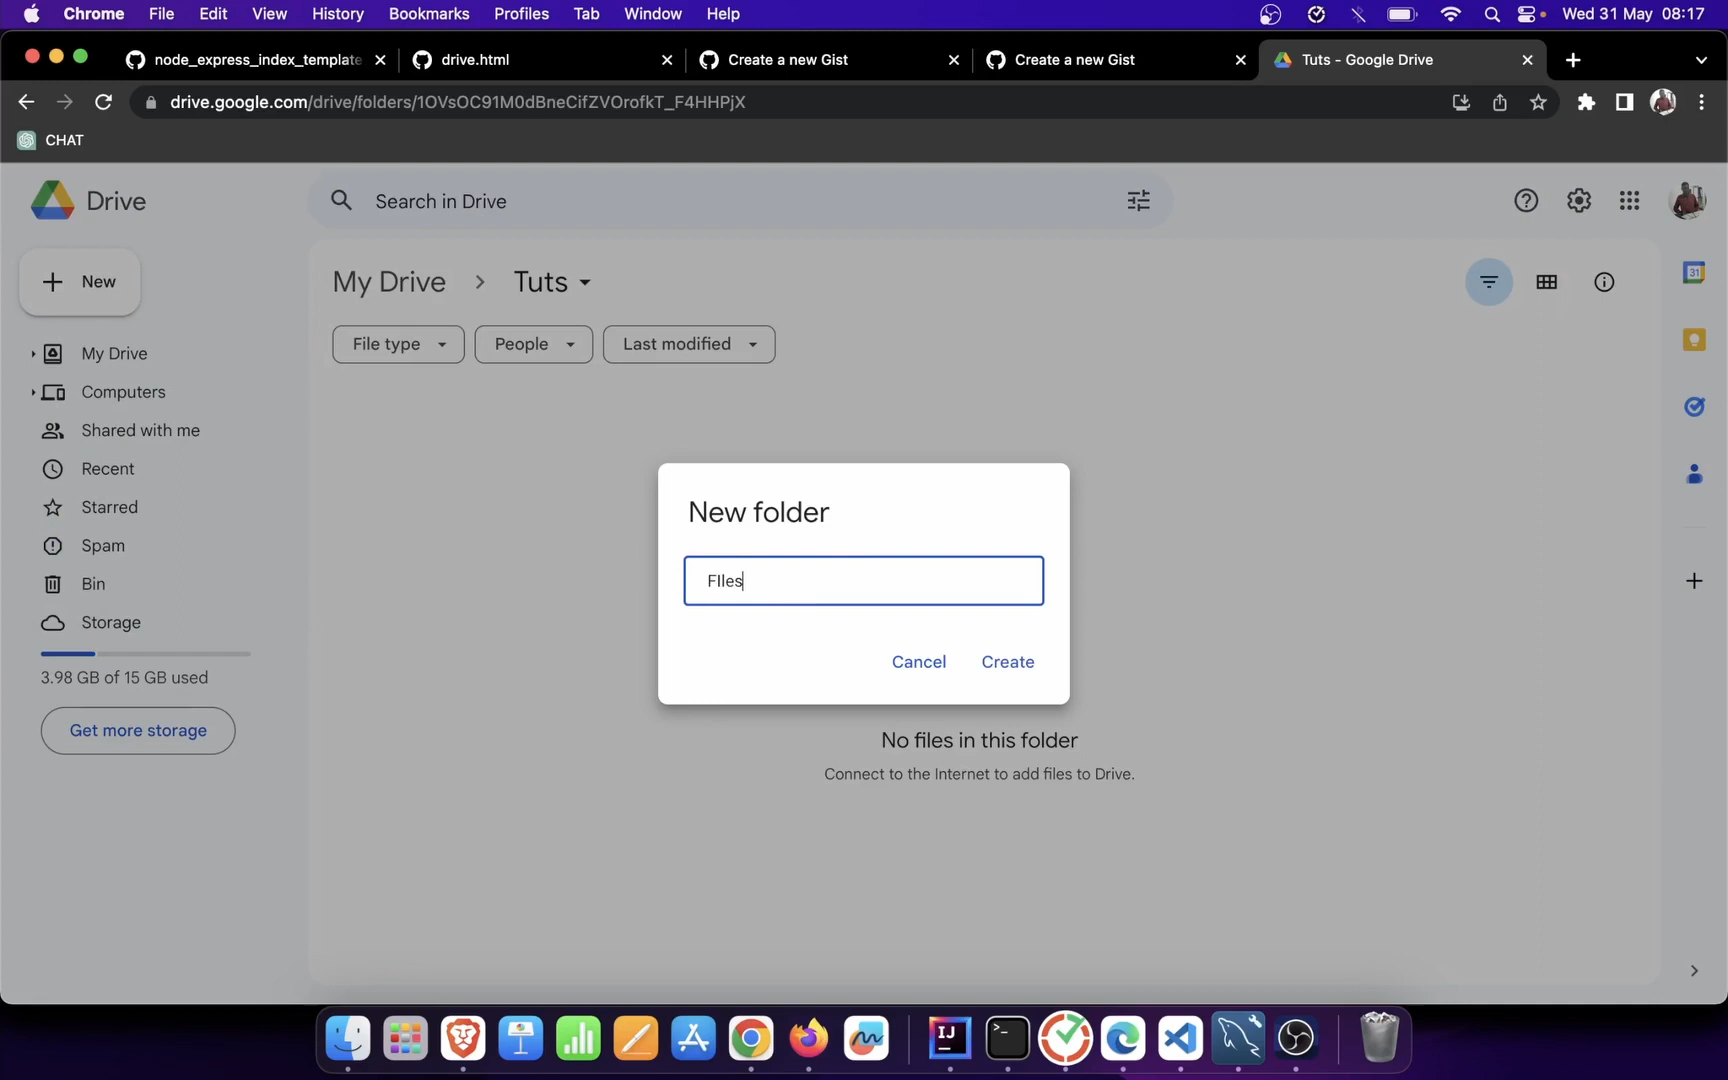 Chrome File Edit View History Bookmarks Profiles Tab Window Help Wed 31 May 08:17
node_express_index_template drive.html Create a new Gist Create a new Gist Tuts - Google Drive
drive.google.com/drive/folders/1OVsOC91M0dBneCifZVOrofkT_F4HHPjX
CHAT
Drive
Search in Drive
New
My Drive > Tuts
File type People Last modified
My Drive
Computers
Shared with me
Recent
Starred
Spam
Bin
Storage
3.98 GB of 15 GB used
Get more storage
31
New folder
FIles
Cancel Create
No files in this folder
Connect to the Internet to add files to Drive.
IJ